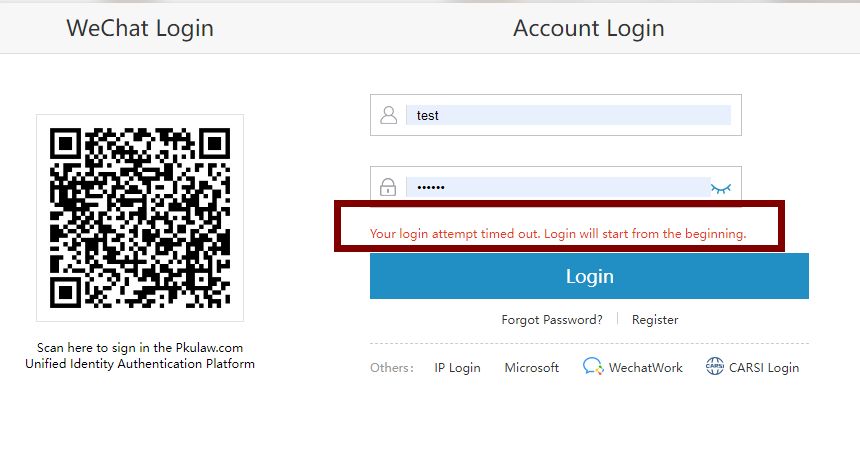 WeChat Login
Account Login
test
••••••
Your login attempt timed out. Login will start from the beginning.
Login
Forgot Password?
Register
Scan here to sign in the Pkulaw.com
Unified Identity Authentication Platform
Others：
IP Login
Microsoft
WechatWork
CARSI
CARSI Login